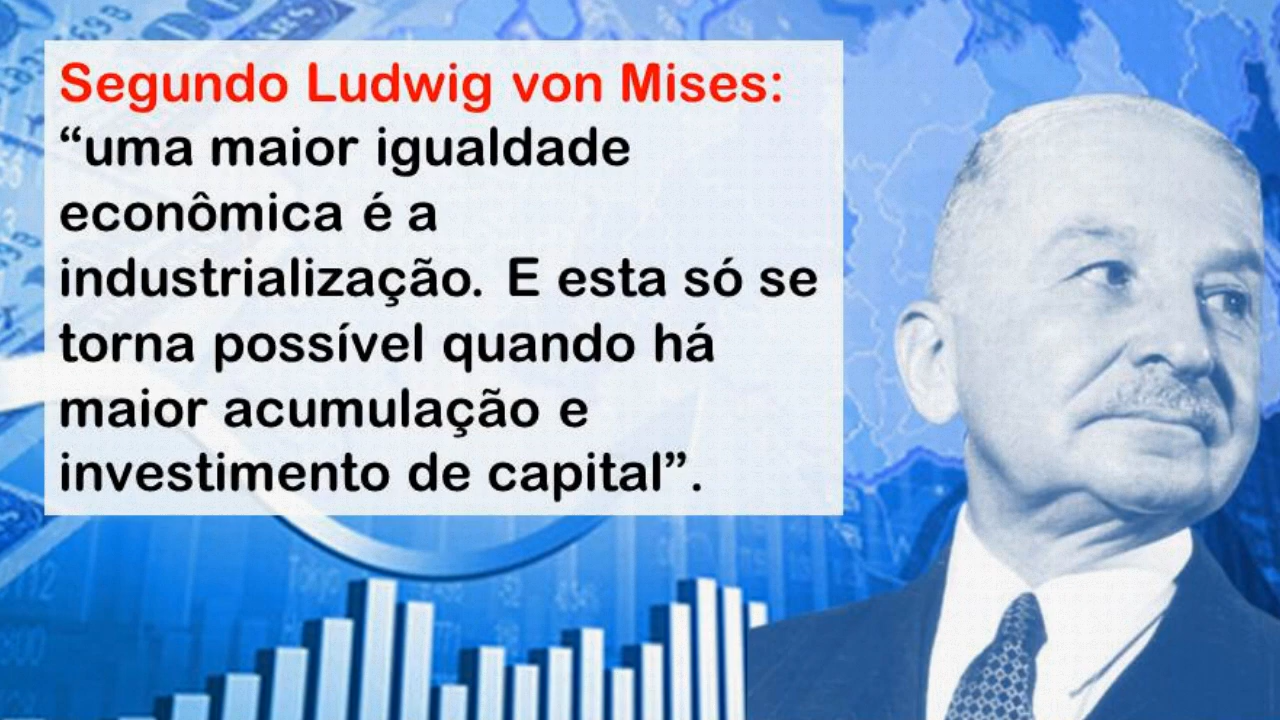 Segundo Ludwig von Mises:
“uma maior igualdade
econômica é a
industrialização. E esta só se
torna possível quando há
maior acumulação e
investimento de capital”.